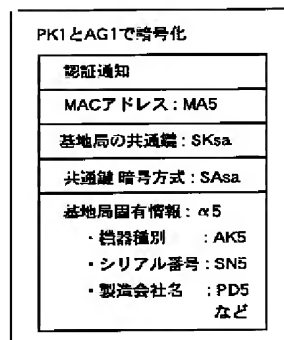 PK1とAG1で暗号化
認証通知
MACアドレス：MA5
基地局の共通鍵：SKsa
共通鍵 暗号方式：SAsa
基地局固有情報：α5
・機器種別　：AK5
・シリアル番号：SN5
・製造会社名　：PD5
など